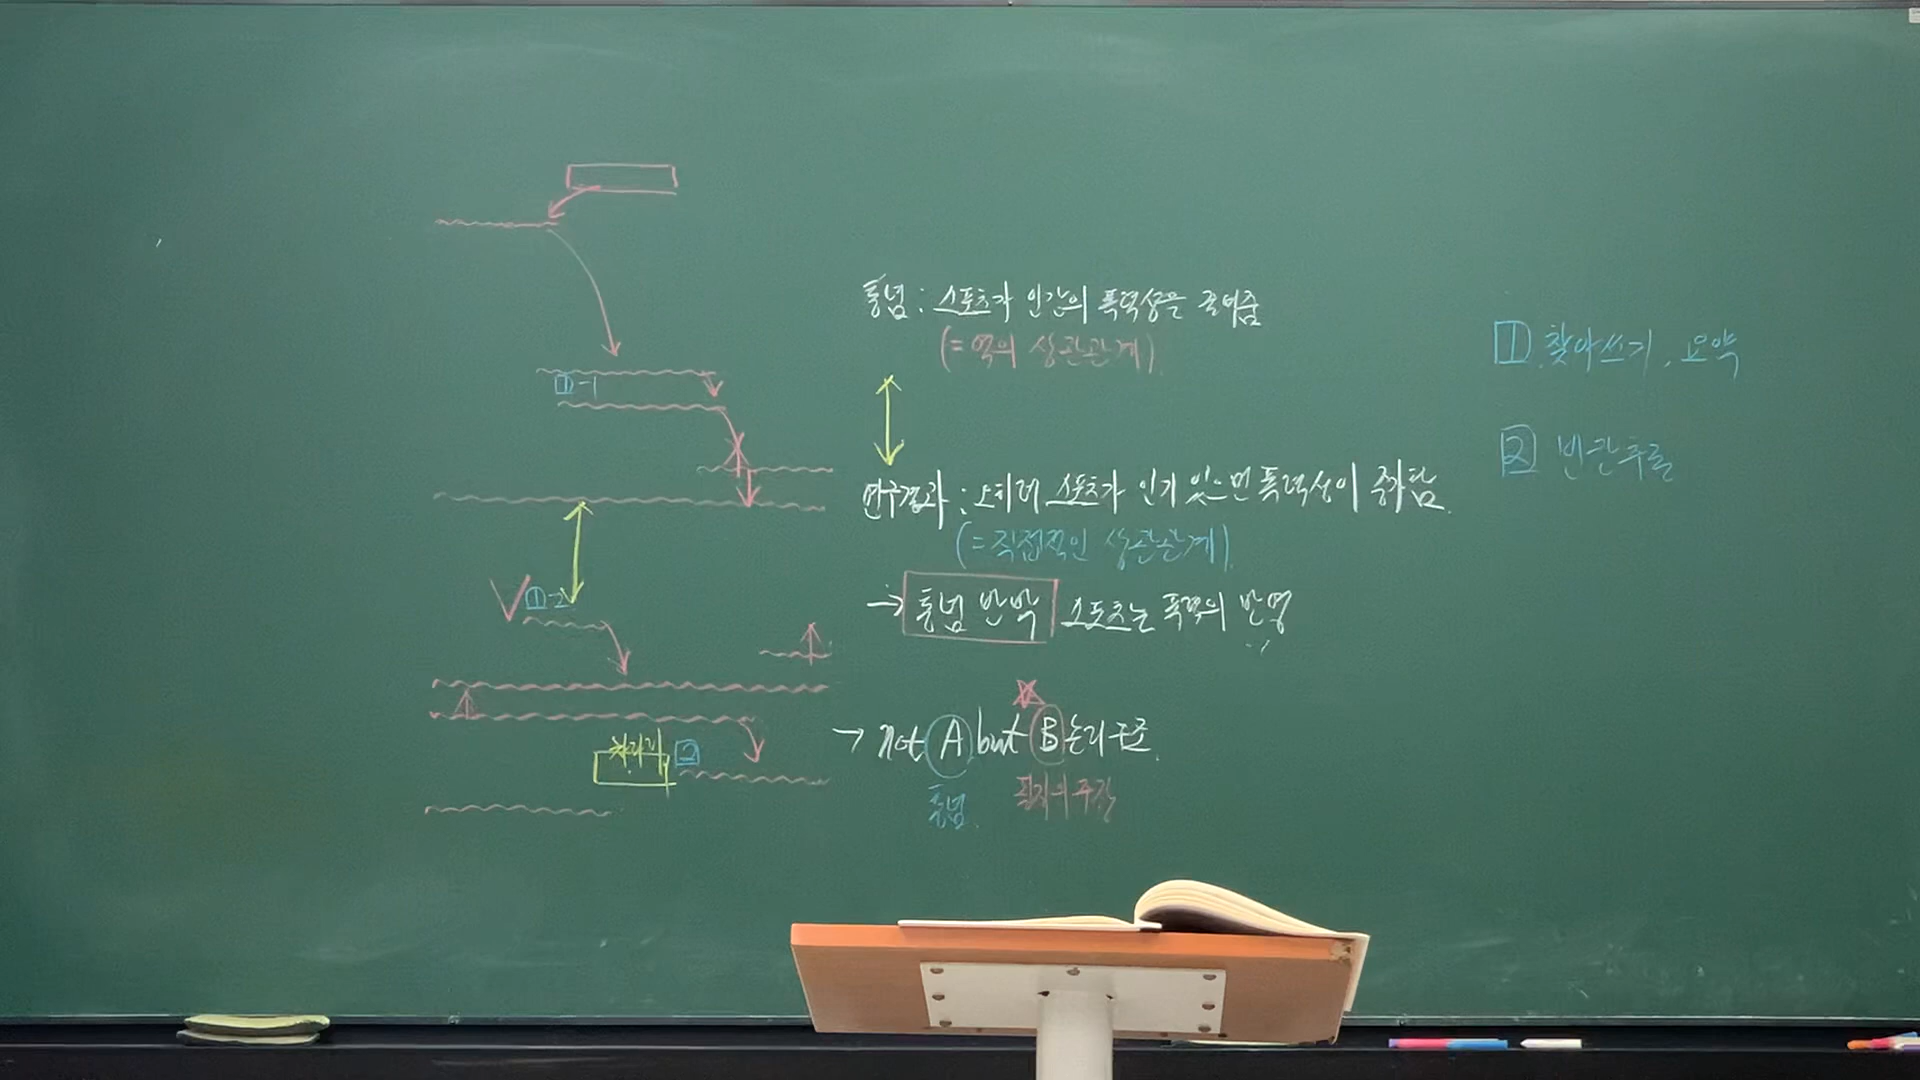 ①-1
통념 : 스포츠가 인간의 폭력성을 줄여줌
(= 역의 상관관계)
연구결과 : 오히려 스포츠가 인기 있으면 폭력성이 증가함.
(= 직접적인 상관관계)
①-2
→ 통념 반박 스포츠는 폭력의 반영
→ not A but B 논리구조.
차라리 ②
통념. 필자의 주장
① 찾아쓰기, 요약
② 빈칸추론